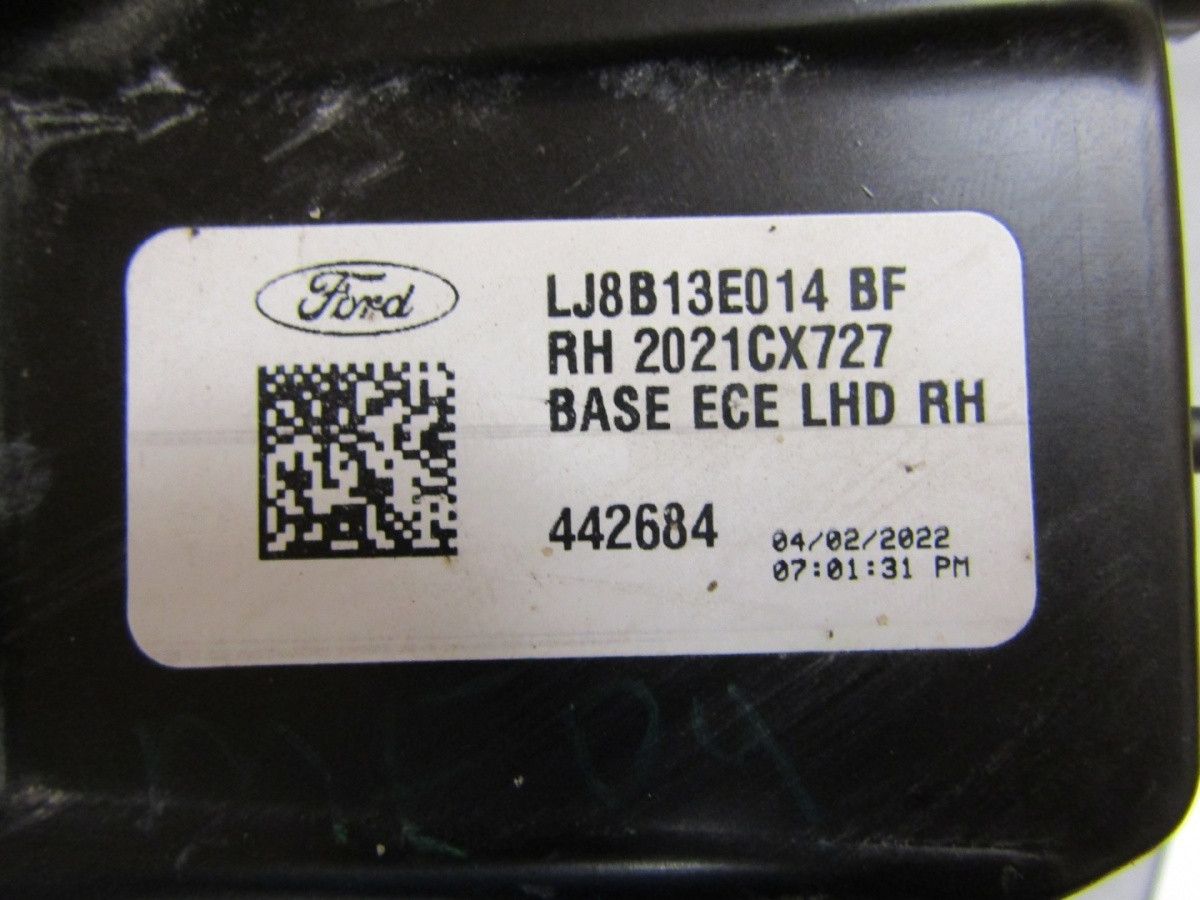 Ford
LJ8B13E014 BF
RH 2021CX727
BASE ECE LHD RH
442684
04/02/2022
07:01:31 PM